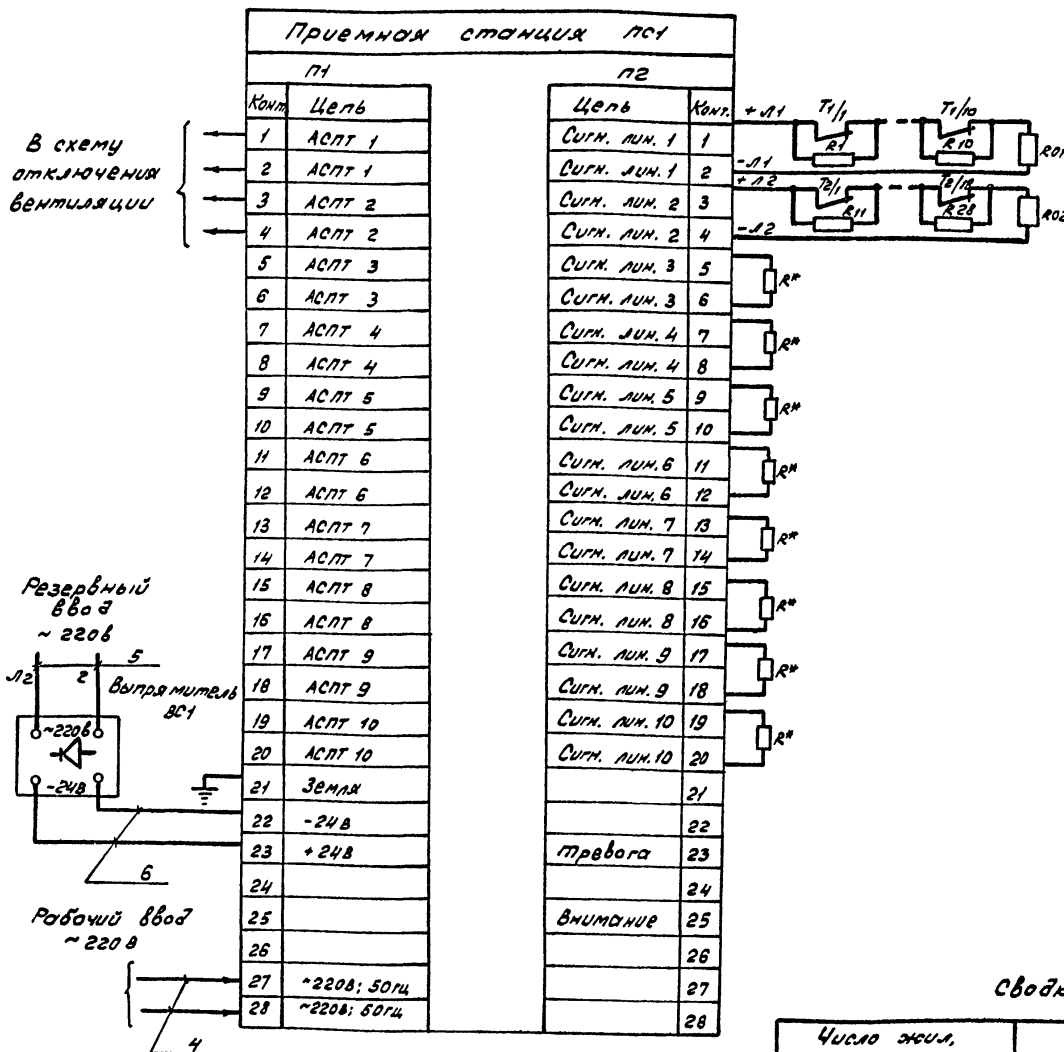 Приемная станция ПС1
П1
П2
Конт. Цепь
Цепь Конт.
1 АСПТ 1
2 АСПТ 1
3 АСПТ 2
4 АСПТ 2
5 АСПТ 3
6 АСПТ 3
7 АСПТ 4
8 АСПТ 4
9 АСПТ 5
10 АСПТ 5
11 АСПТ 6
12 АСПТ 6
13 АСПТ 7
14 АСПТ 7
15 АСПТ 8
16 АСПТ 8
17 АСПТ 9
18 АСПТ 9
19 АСПТ 10
20 АСПТ 10
21 Земля
22 -24В
23 +24В
24
25
26
27 ~220В; 50гц
28 ~220В; 50гц
Сигн. лин. 1 1
Сигн. лин. 1 2
Сигн. лин. 2 3
Сигн. лин. 2 4
Сигн. лин. 3 5
Сигн. лин. 3 6
Сигн. лин. 4 7
Сигн. лин. 4 8
Сигн. лин. 5 9
Сигн. лин. 5 10
Сигн. лин. 6 11
Сигн. лин. 6 12
Сигн. лин. 7 13
Сигн. лин. 7 14
Сигн. лин. 8 15
Сигн. лин. 8 16
Сигн. лин. 9 17
Сигн. лин. 9 18
Сигн. лин. 10 19
Сигн. лин. 10 20
21
22
Тревога 23
24
Внимание 25
26
27
28
В схему
отключения
вентиляции
Резервный
ввод
~ 220в
Л2 2 5
Выпрямитель
ВС1
~220в
-24В
6
Рабочий ввод
~ 220 В
4
+ Л1 Т1/1 Т1/10
R1 R10 R01
-Л1
+ Л2 Т2/1 Т2/18
R11 R28 R02
-Л2
R*
R*
R*
R*
R*
R*
R*
R*
Число жил,